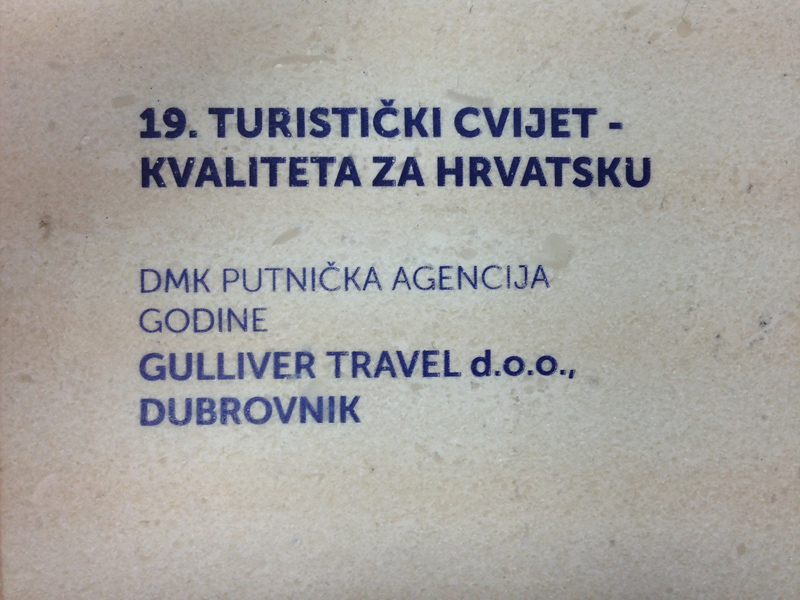 19. TURISTIČKI CVIJET -
KVALITETA ZA HRVATSKU
DMK PUTNIČKA AGENCIJA
GODINE
GULLIVER TRAVEL d.o.o.,
DUBROVNIK